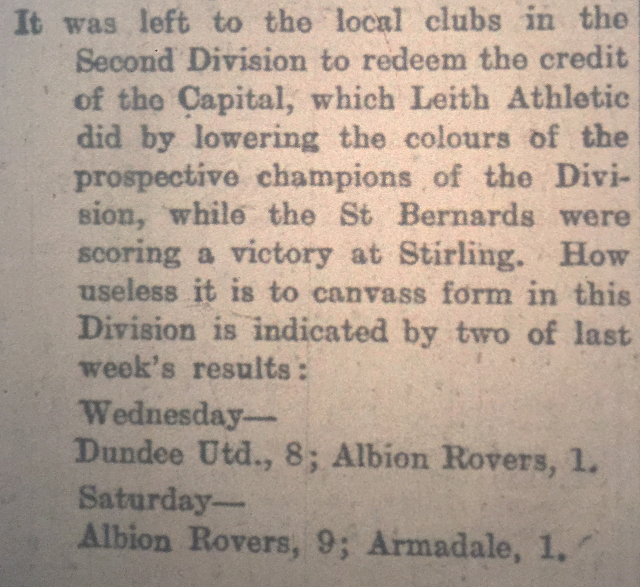 It was left to the local clubs in the
Second Division to redeem the credit
of the Capital, which Leith Athletic
did by lowering the colours of the
prospective champions of the Divi-
sion, while the St Bernards were
scoring a victory at Stirling. How
useless it is to canvass form in this
Division is indicated by two of last
week's results:
Wednesday—
Dundee Utd., 8; Albion Rovers, 1.
Saturday—
Albion Rovers, 9; Armadale, 1.